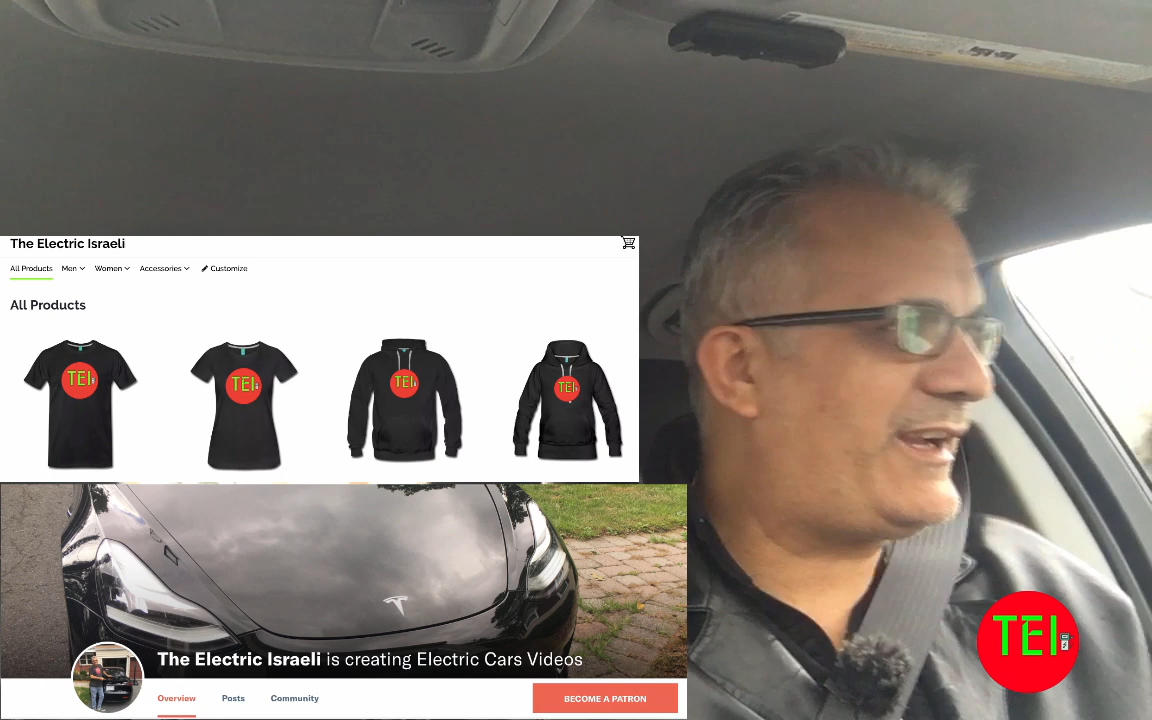 The Electric Israeli
All Products Men Women Accessories Customize
All Products
TEI TEI TEI TEI
The Electric Israeli is creating Electric Cars Videos
Overview Posts Community BECOME A PATRON
TEI